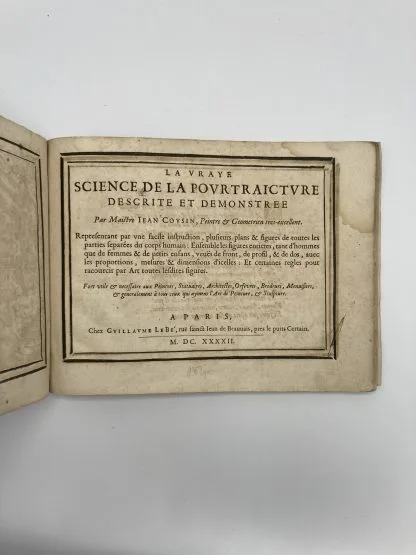 LA VRAYE
SCIENCE DE LA POVRTRAICTVRE
DESCRITE ET DEMONSTREE
Par Maistre IEAN COVSIN, Peintre & Geometrien tres-excellent.
Representant par vne facile instruction, plusieurs plans & figures de toutes les
parties separées du corps humain: Ensemble les figures entieres, tant d'hommes
que de femmes & de petits enfans, veuës de front, de profil, & de dos, auec
les proportions, mesures & dimensions d'icelles: Et certaines regles pour
racourcir par Art toutes lesdites figures.
Fort vtile & necessaire aux Peintres, Statuaires, Architectes, Orfevres, Brodeurs, Menusiers,
& generalement à tous ceux qui ayment l'Art de Peinture, & Sculpture.
A PARIS,
Chez GVILLAVME LEBE', ruë sainct Iean de Beauuais, pres le puits Certain.
M. DC. XXXXII.